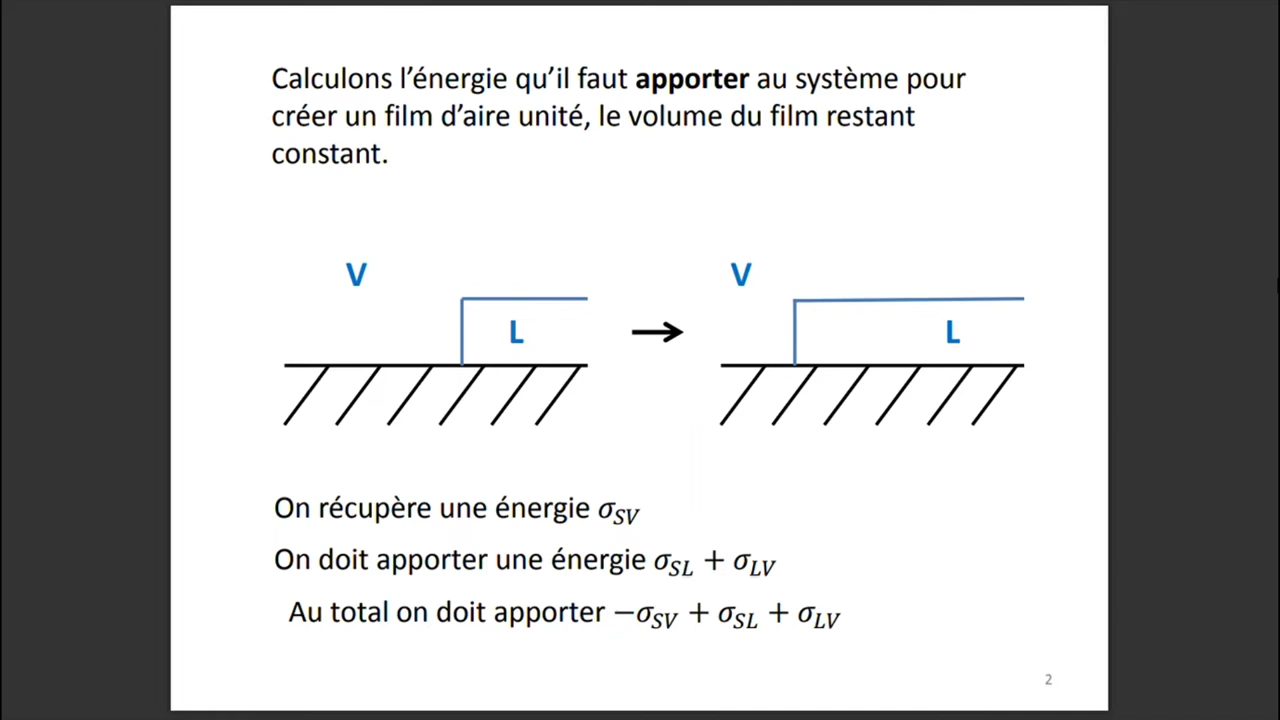 Calculons l’énergie qu’il faut apporter au système pour
créer un film d’aire unité, le volume du film restant
constant.
V
V
L
L
On récupère une énergie σ_SV
On doit apporter une énergie σ_SL + σ_LV
Au total on doit apporter −σ_SV + σ_SL + σ_LV
2